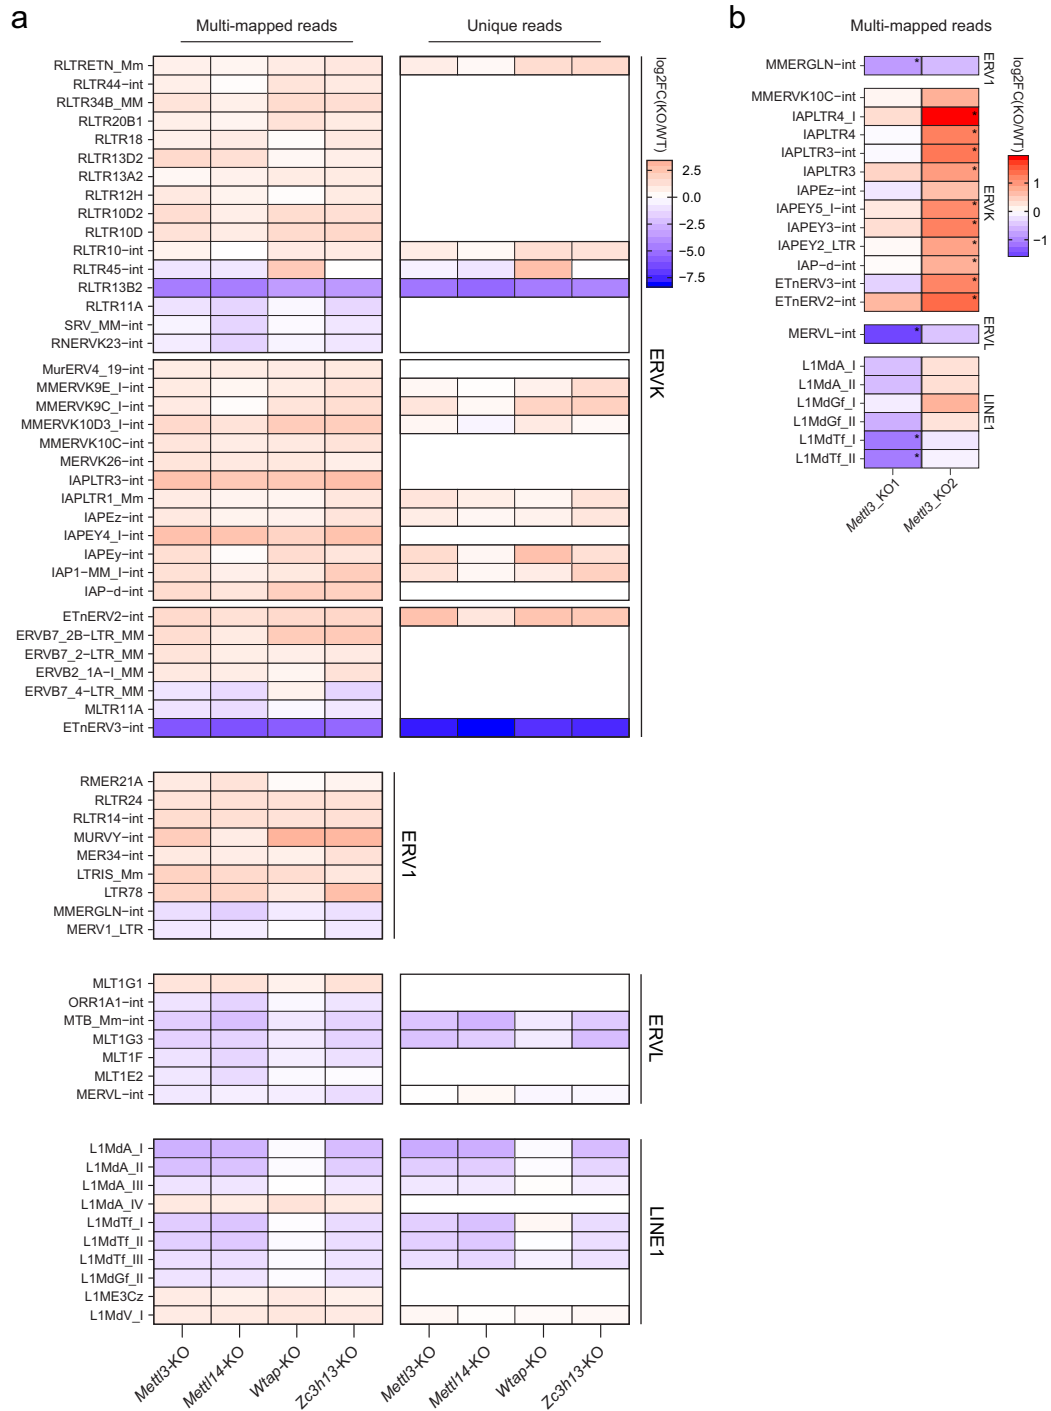 a
Multi-mapped reads
Unique reads
RLTRETN_Mm
RLTR44−int
RLTR34B_MM
RLTR20B1
RLTR18
RLTR13D2
RLTR13A2
RLTR12H
RLTR10D2
RLTR10D
RLTR10−int
RLTR45−int
RLTR13B2
RLTR11A
SRV_MM−int
RNERVK23−int
MurERV4_19−int
MMERVK9E_I−int
MMERVK9C_I−int
MMERVK10D3_I−int
MMERVK10C−int
MERVK26−int
IAPLTR3−int
IAPLTR1_Mm
IAPEz−int
IAPEY4_I−int
IAPEy−int
IAP1−MM_I−int
IAP−d−int
ETnERV2−int
ERVB7_2B−LTR_MM
ERVB7_2−LTR_MM
ERVB2_1A−I_MM
ERVB7_4−LTR_MM
MLTR11A
ETnERV3−int
ERVK
log2FC(KO/WT)
2.5
0.0
−2.5
−5.0
−7.5
RMER21A
RLTR24
RLTR14−int
MURVY−int
MER34−int
LTRIS_Mm
LTR78
MMERGLN−int
MERV1_LTR
ERV1
MLT1G1
ORR1A1−int
MTB_Mm−int
MLT1G3
MLT1F
MLT1E2
MERVL−int
ERVL
L1MdA_I
L1MdA_II
L1MdA_III
L1MdA_IV
L1MdTf_I
L1MdTf_II
L1MdTf_III
L1MdGf_II
L1ME3Cz
L1MdV_I
LINE1
Mettl3-KO
Mettl14-KO
Wtap-KO
Zc3h13-KO
Mettl3-KO
Mettl14-KO
Wtap-KO
Zc3h13-KO
b
Multi-mapped reads
MMERGLN−int *
ERV1
MMERVK10C−int
IAPLTR4_I *
IAPLTR4 *
IAPLTR3−int *
IAPLTR3 *
IAPEz−int
IAPEY5_I−int *
IAPEY3−int *
IAPEY2_LTR *
IAP−d−int *
ETnERV3−int *
ETnERV2−int *
ERVK
MERVL−int *
ERVL
L1MdA_I
L1MdA_II
L1MdGf_I
L1MdGf_II
L1MdTf_I *
L1MdTf_II *
LINE1
Mettl3_KO1
Mettl3_KO2
log2FC(KO/WT)
1
0
−1